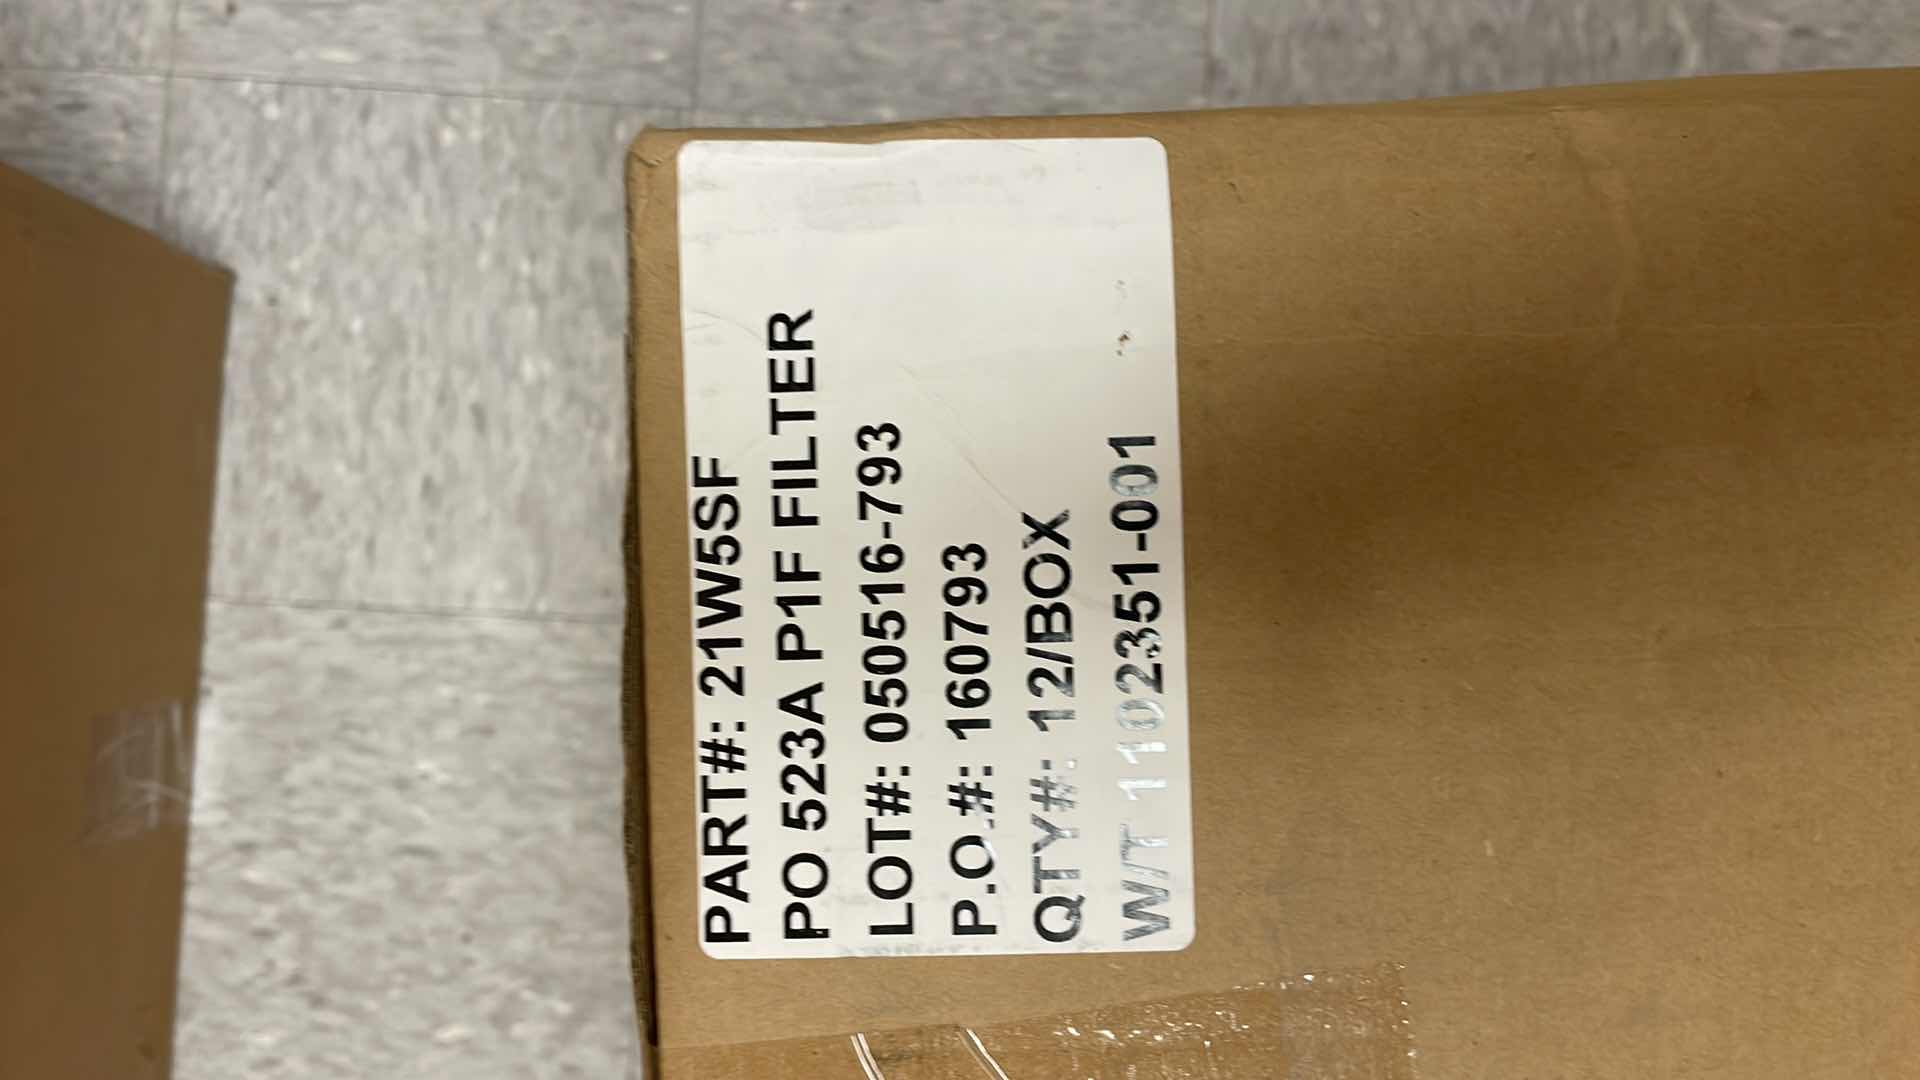 PART#: 21W5SF
PO 523A P1F FILTER
LOT#: 050516-793
P.O.#: 160793
QTY#: 12/BOX
W/T 1102351-001